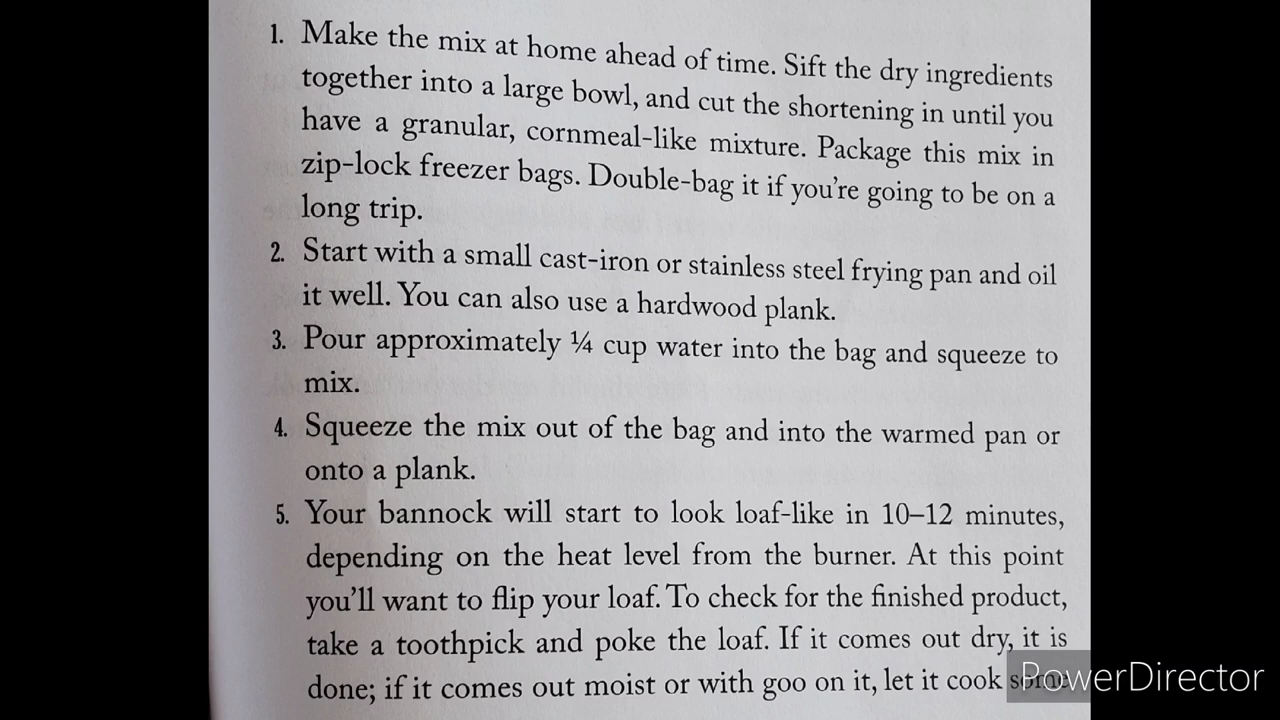 1. Make the mix at home ahead of time. Sift the dry ingredients
together into a large bowl, and cut the shortening in until you
have a granular, cornmeal-like mixture. Package this mix in
zip-lock freezer bags. Double-bag it if you're going to be on a
long trip.
2. Start with a small cast-iron or stainless steel frying pan and oil
it well. You can also use a hardwood plank.
3. Pour approximately ¼ cup water into the bag and squeeze to
mix.
4. Squeeze the mix out of the bag and into the warmed pan or
onto a plank.
5. Your bannock will start to look loaf-like in 10–12 minutes,
depending on the heat level from the burner. At this point
you'll want to flip your loaf. To check for the finished product,
take a toothpick and poke the loaf. If it comes out dry, it is
done; if it comes out moist or with goo on it, let it cook some
PowerDirector